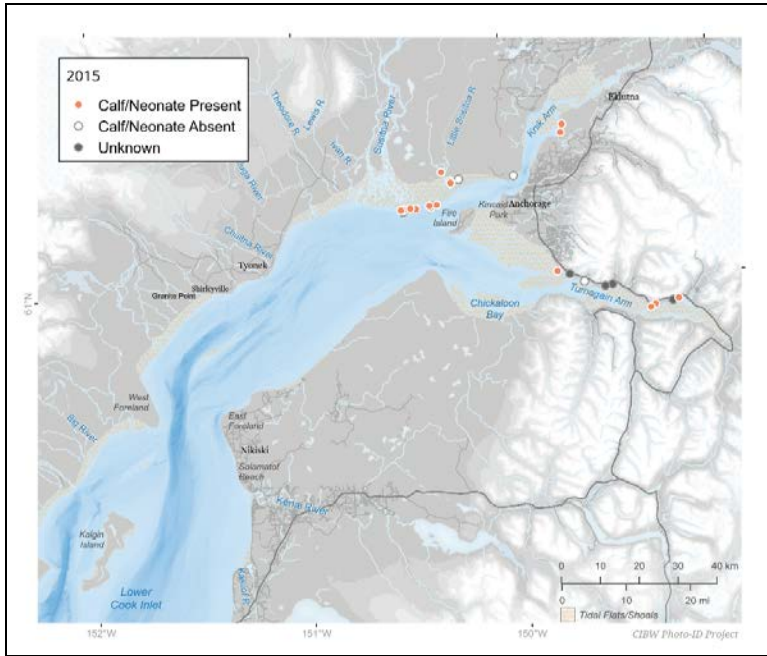 2015
Calf/Neonate Present
Calf/Neonate Absent
Unknown
Theodore R.
Lewis R.
Ivan R.
Susitna River
Little Susitna R.
Knik Arm
Eklutna
River
Chuitna River
Tyonek
Shirleyville
Granite Point
Fire
Island
Kincaid
Park
Anchorage
Turnagain Arm
Chickaloon
Bay
61°N
West
Foreland
East
Foreland
Big River
Nikiski
Salamatof
Beach
Kenai River
Kalgin
Island
Kasilof R.
Lower
Cook Inlet
0 10 20 30 40 km
0 10 20 mi
Tidal Flats/Shoals
152°W
151°W
150°W
CIBW Photo-ID Project